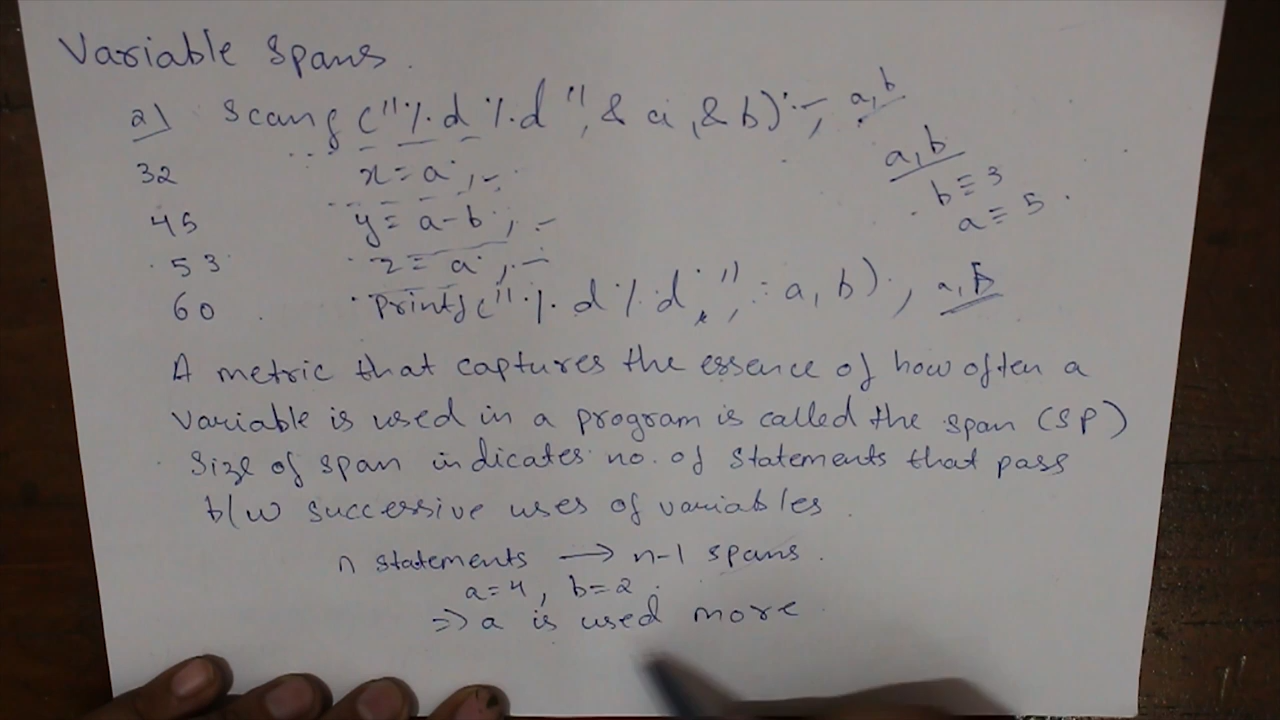 Variable Spans.
21 scanf ("%d %d", & a, & b); a,b
a,b
32 x = a;
b = 3
45 y = a - b;
a = 5
53 z = a;
60 printf ("%d %d", a, b); a,b
A metric that captures the essence of how often a
variable is used in a program is called the span (SP)
Size of span indicates no. of statements that pass
b/w successive uses of variables.
n statements → n-1 spans.
a=4, b=2.
⇒ a is used more